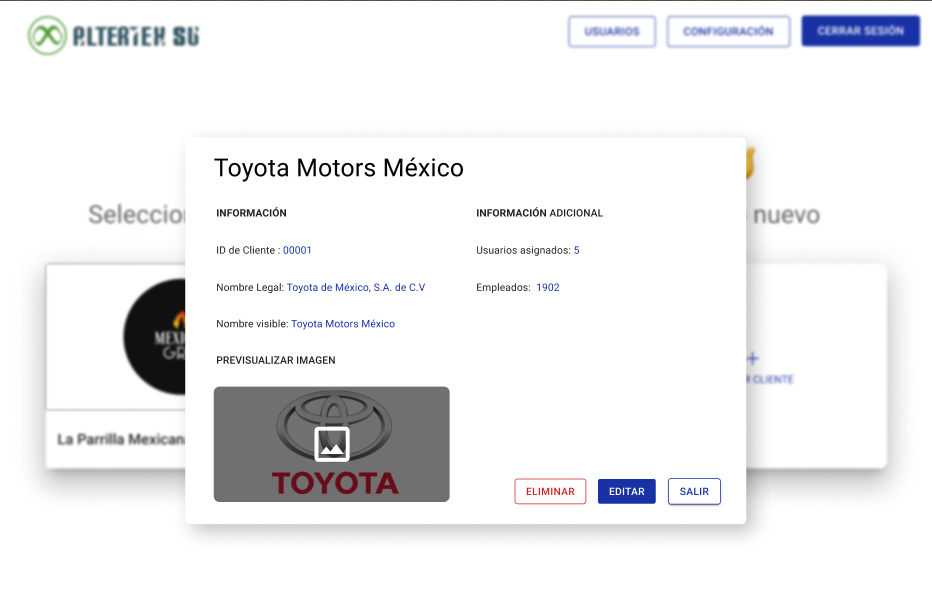 ALTERTEK SU
USUARIOS
CONFIGURACIÓN
CERRAR SESIÓN
Toyota Motors México
Seleccio
nuevo
INFORMACIÓN
INFORMACIÓN ADICIONAL
ID de Cliente : 00001
Usuarios asignados: 5
Nombre Legal: Toyota de México, S.A. de C.V
Empleados: 1902
Nombre visible: Toyota Motors México
PREVISUALIZAR IMAGEN
+
CLIENTE
La Parrilla Mexican
TOYOTA
ELIMINAR
EDITAR
SALIR